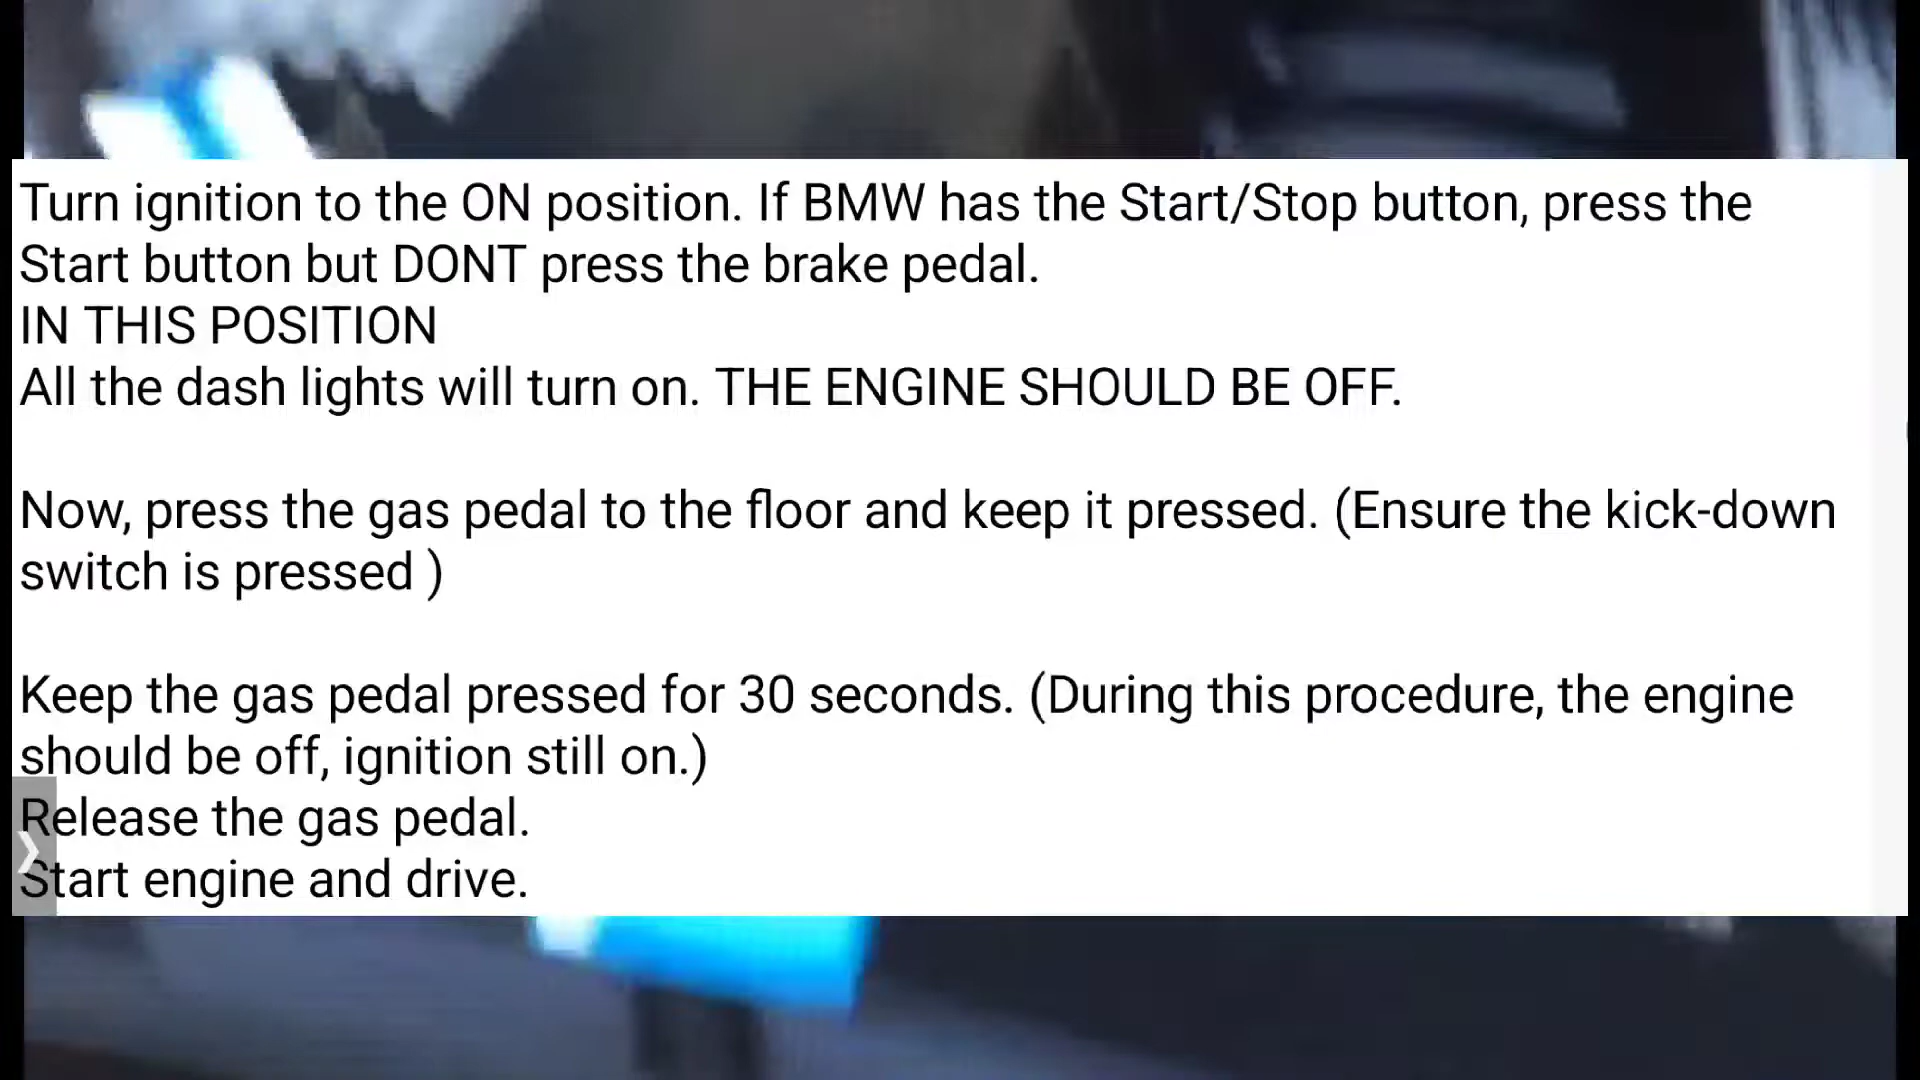 Turn ignition to the ON position. If BMW has the Start/Stop button, press the
Start button but DONT press the brake pedal.
IN THIS POSITION
All the dash lights will turn on. THE ENGINE SHOULD BE OFF.
Now, press the gas pedal to the floor and keep it pressed. (Ensure the kick-down
switch is pressed )
Keep the gas pedal pressed for 30 seconds. (During this procedure, the engine
should be off, ignition still on.)
Release the gas pedal.
Start engine and drive.